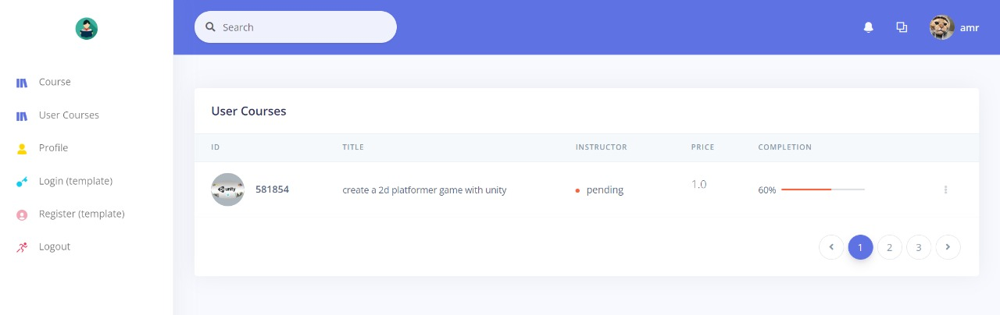 Search
amr
Course
User Courses
Profile
Login (template)
Register (template)
Logout
User Courses
ID TITLE INSTRUCTOR PRICE COMPLETION
unity 581854 create a 2d platformer game with unity pending 1.0 60%
1 2 3